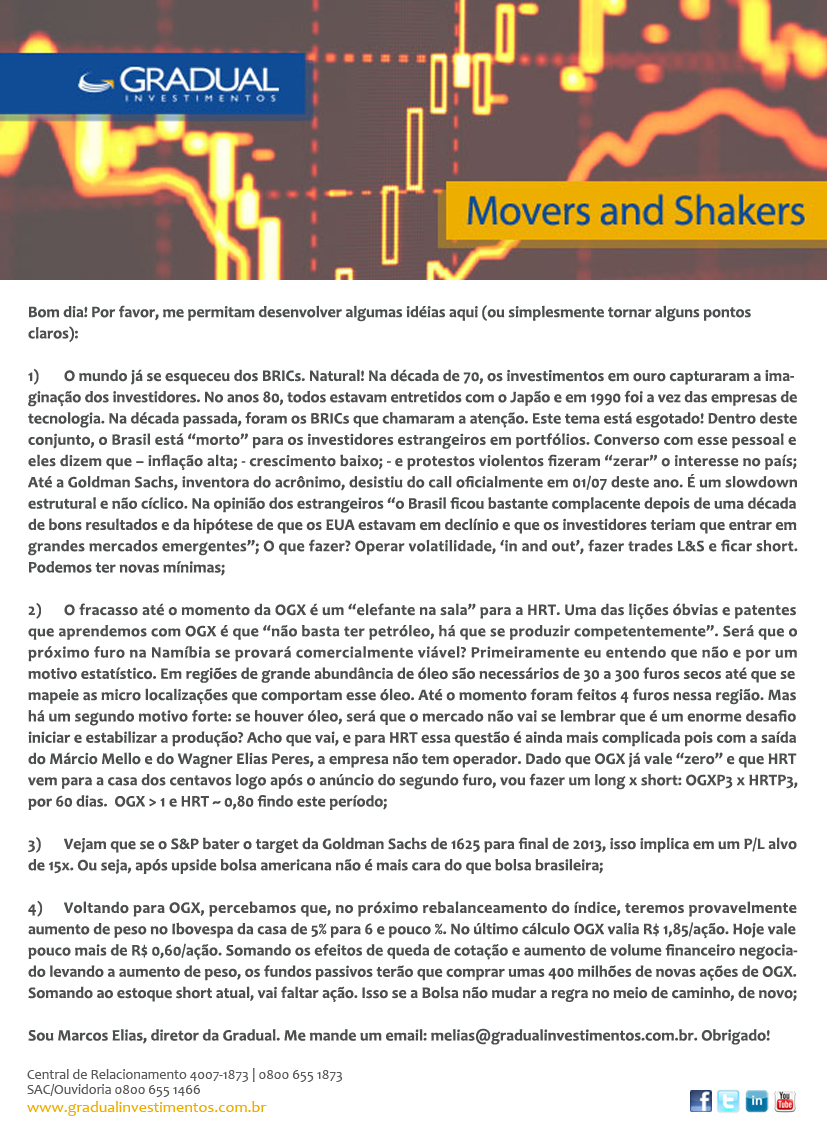 GRADUAL
INVESTIMENTOS
Movers and Shakers
Bom dia! Por favor, me permitam desenvolver algumas idéias aqui (ou simplesmente tornar alguns pontos
claros):
1) O mundo já se esqueceu dos BRICs. Natural! Na década de 70, os investimentos em ouro capturaram a ima-
ginação dos investidores. No anos 80, todos estavam entretidos com o Japão e em 1990 foi a vez das empresas de
tecnologia. Na década passada, foram os BRICs que chamaram a atenção. Este tema está esgotado! Dentro deste
conjunto, o Brasil está “morto” para os investidores estrangeiros em portfólios. Converso com esse pessoal e
eles dizem que – inflação alta; - crescimento baixo; - e protestos violentos fizeram “zerar” o interesse no país;
Até a Goldman Sachs, inventora do acrônimo, desistiu do call oficialmente em 01/07 deste ano. É um slowdown
estrutural e não cíclico. Na opinião dos estrangeiros “o Brasil ficou bastante complacente depois de uma década
de bons resultados e da hipótese de que os EUA estavam em declínio e que os investidores teriam que entrar em
grandes mercados emergentes”; O que fazer? Operar volatilidade, ‘in and out’, fazer trades L&S e ficar short.
Podemos ter novas mínimas;
2) O fracasso até o momento da OGX é um “elefante na sala” para a HRT. Uma das lições óbvias e patentes
que aprendemos com OGX é que “não basta ter petróleo, há que se produzir competentemente”. Será que o
próximo furo na Namíbia se provará comercialmente viável? Primeiramente eu entendo que não e por um
motivo estatístico. Em regiões de grande abundância de óleo são necessários de 30 a 300 furos secos até que se
mapeie as micro localizações que comportam esse óleo. Até o momento foram feitos 4 furos nessa região. Mas
há um segundo motivo forte: se houver óleo, será que o mercado não vai se lembrar que é um enorme desafio
iniciar e estabilizar a produção? Acho que vai, e para HRT essa questão é ainda mais complicada pois com a saída
do Márcio Mello e do Wagner Elias Peres, a empresa não tem operador. Dado que OGX já vale “zero” e que HRT
vem para a casa dos centavos logo após o anúncio do segundo furo, vou fazer um long x short: OGXP3 x HRTP3,
por 60 dias. OGX > 1 e HRT ~ 0,80 findo este período;
3) Vejam que se o S&P bater o target da Goldman Sachs de 1625 para final de 2013, isso implica em um P/L alvo
de 15x. Ou seja, após upside bolsa americana não é mais cara do que bolsa brasileira;
4) Voltando para OGX, percebamos que, no próximo rebalanceamento do índice, teremos provavelmente
aumento de peso no Ibovespa da casa de 5% para 6 e pouco %. No último cálculo OGX valia R$ 1,85/ação. Hoje vale
pouco mais de R$ 0,60/ação. Somando os efeitos de queda de cotação e aumento de volume financeiro negocia-
do levando a aumento de peso, os fundos passivos terão que comprar umas 400 milhões de novas ações de OGX.
Somando ao estoque short atual, vai faltar ação. Isso se a Bolsa não mudar a regra no meio de caminho, de novo;
Sou Marcos Elias, diretor da Gradual. Me mande um email: melias@gradualinvestimentos.com.br. Obrigado!
Central de Relacionamento 4007-1873 | 0800 655 1873
SAC/Ouvidoria 0800 655 1466
www.gradualinvestimentos.com.br
f t in You Tube